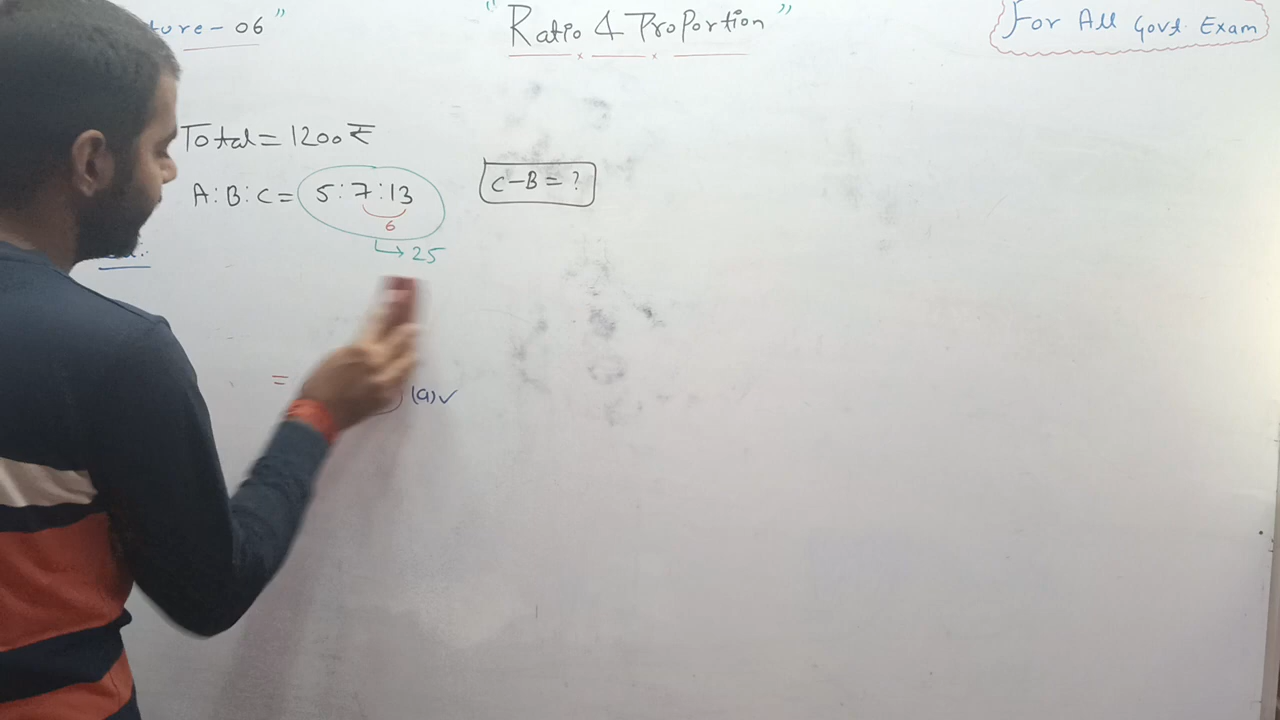 ture - 06 "
" Ratio & Proportion "
For All Govt. Exam
Total = 1200 ₹
A : B : C = 5 : 7 : 13
6
25
C - B = ?
=
(a) ✓